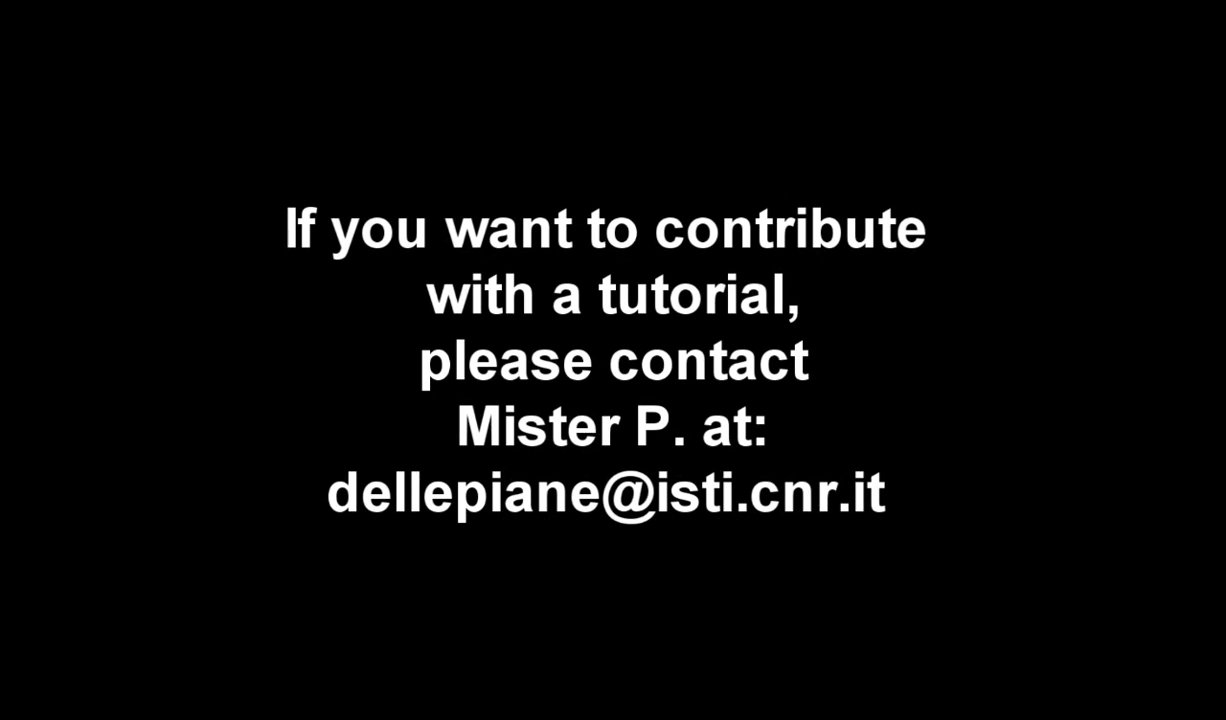 If you want to contribute
with a tutorial,
please contact
Mister P. at:
dellepiane@isti.cnr.it